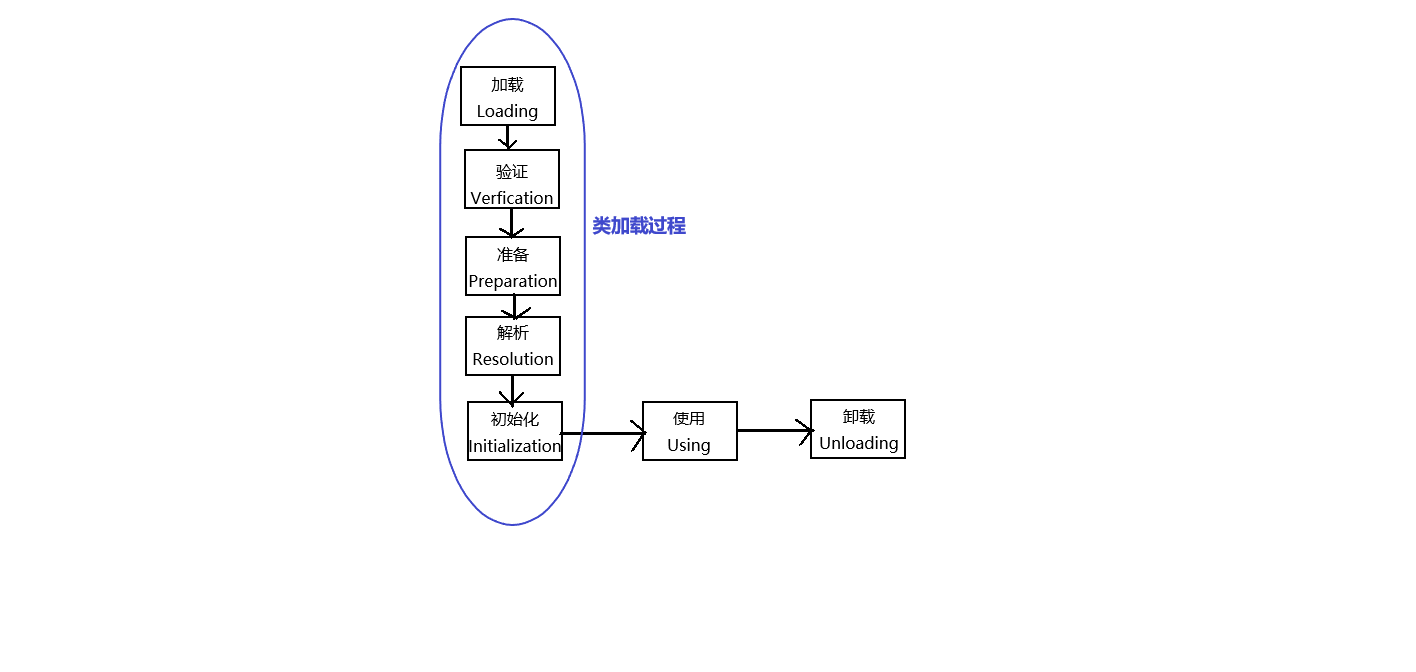 加载
Loading
验证
Verfication
类加载过程
准备
Preparation
解析
Resolution
初始化
Initialization
使用
Using
卸载
Unloading